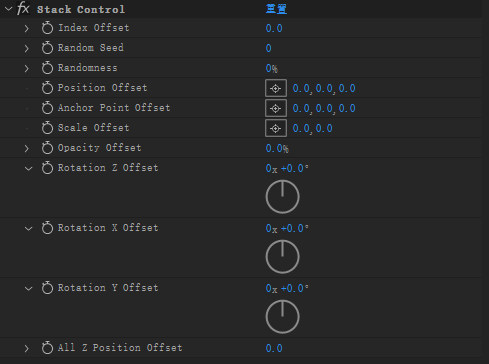 fx Stack Control 重置
Index Offset 0.0
Random Seed 0
Randomness 0%
Position Offset 0.0,0.0,0.0
Anchor Point Offset 0.0,0.0,0.0
Scale Offset 0.0,0.0
Opacity Offset 0.0%
Rotation Z Offset 0x+0.0°
Rotation X Offset 0x+0.0°
Rotation Y Offset 0x+0.0°
All Z Position Offset 0.0